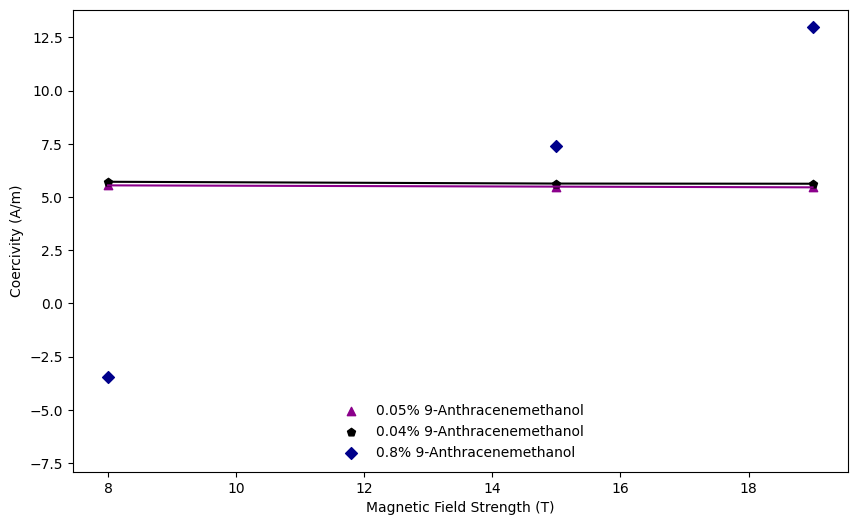 12.5
10.0
7.5
5.0
2.5
0.0
−2.5
−5.0
−7.5
Coercivity (A/m)
0.05% 9-Anthracenemethanol
0.04% 9-Anthracenemethanol
0.8% 9-Anthracenemethanol
8 10 12 14 16 18
Magnetic Field Strength (T)